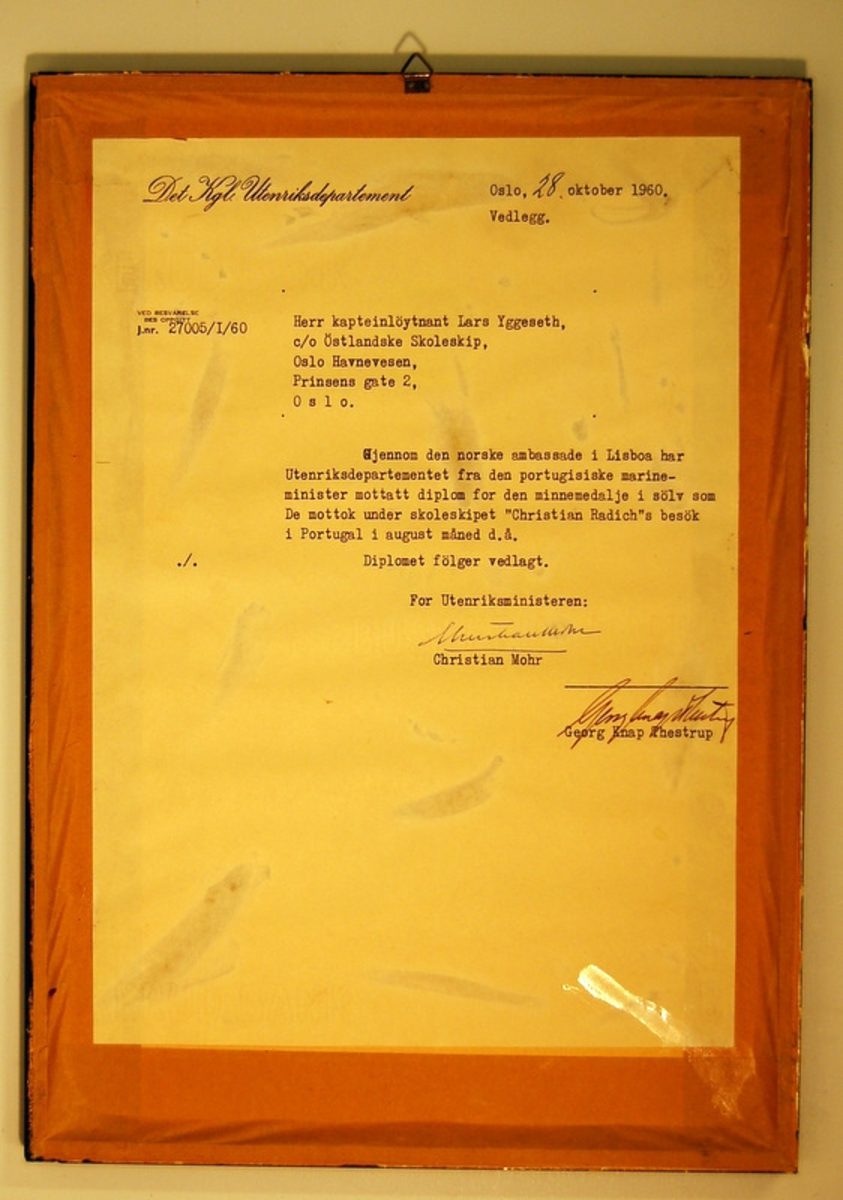 Det Kgl. Utenriksdepartement
Oslo, 28. oktober 1960.
Vedlegg.
VED BESVARELSE
BES OPPGITT
J.nr. 27005/I/60
Herr kapteinlöytnant Lars Yggeseth,
c/o Östlandske Skoleskip,
Oslo Havnevesen,
Prinsens gate 2,
O s l o.
Gjennom den norske ambassade i Lisboa har
Utenriksdepartementet fra den portugisiske marine-
minister mottatt diplom for den minnemedalje i sölv som
De mottok under skoleskipet "Christian Radich"s besök
i Portugal i august måned d.å.
./. Diplomet fölger vedlagt.
For Utenriksministeren:
Christian Mohr
Christian Mohr
Georg Knap